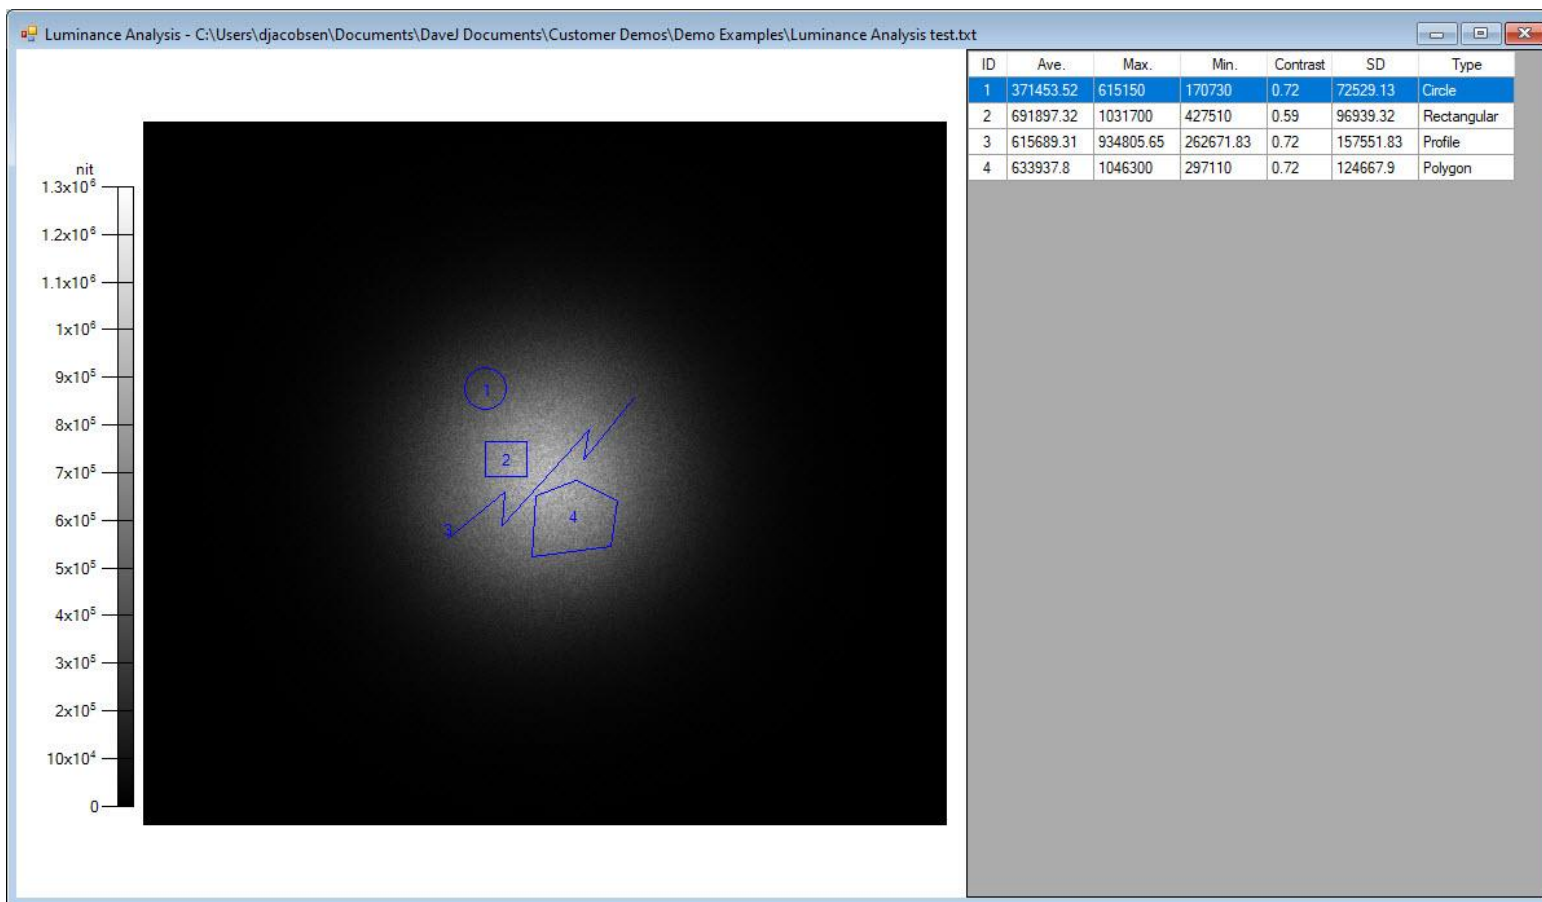 Luminance Analysis - C:\Users\djacobsen\Documents\DaveJ Documents\Customer Demos\Demo Examples\Luminance Analysis test.txt
ID Ave. Max. Min. Contrast SD Type
1 371453.52 615150 170730 0.72 72529.13 Circle
2 691897.32 1031700 427510 0.59 96939.32 Rectangular
3 615689.31 934805.65 262671.83 0.72 157551.83 Profile
4 633937.8 1046300 297110 0.72 124667.9 Polygon
nit
1.3x10⁶
1.2x10⁶
1.1x10⁶
1x10⁶
9x10⁵
8x10⁵
7x10⁵
6x10⁵
5x10⁵
4x10⁵
3x10⁵
2x10⁵
10x10⁴
0
1
2
3
4